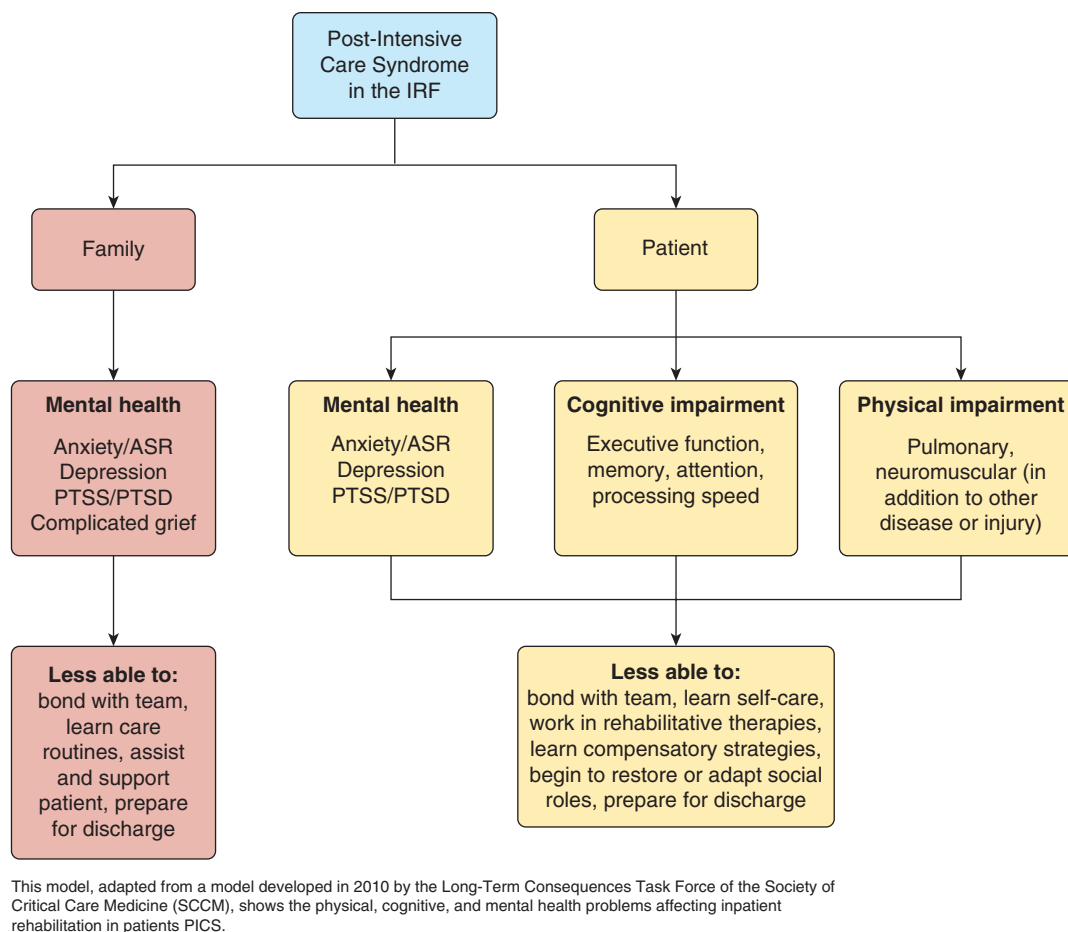 Post-Intensive
Care Syndrome
in the IRF
Family
Patient
Mental health
Anxiety/ASR
Depression
PTSS/PTSD
Complicated grief
Mental health
Anxiety/ASR
Depression
PTSS/PTSD
Cognitive impairment
Executive function,
memory, attention,
processing speed
Physical impairment
Pulmonary,
neuromuscular (in
addition to other
disease or injury)
Less able to:
bond with team,
learn care
routines, assist
and support
patient, prepare
for discharge
Less able to:
bond with team, learn self-care,
work in rehabilitative therapies,
learn compensatory strategies,
begin to restore or adapt social
roles, prepare for discharge
This model, adapted from a model developed in 2010 by the Long-Term Consequences Task Force of the Society of
Critical Care Medicine (SCCM), shows the physical, cognitive, and mental health problems affecting inpatient
rehabilitation in patients PICS.